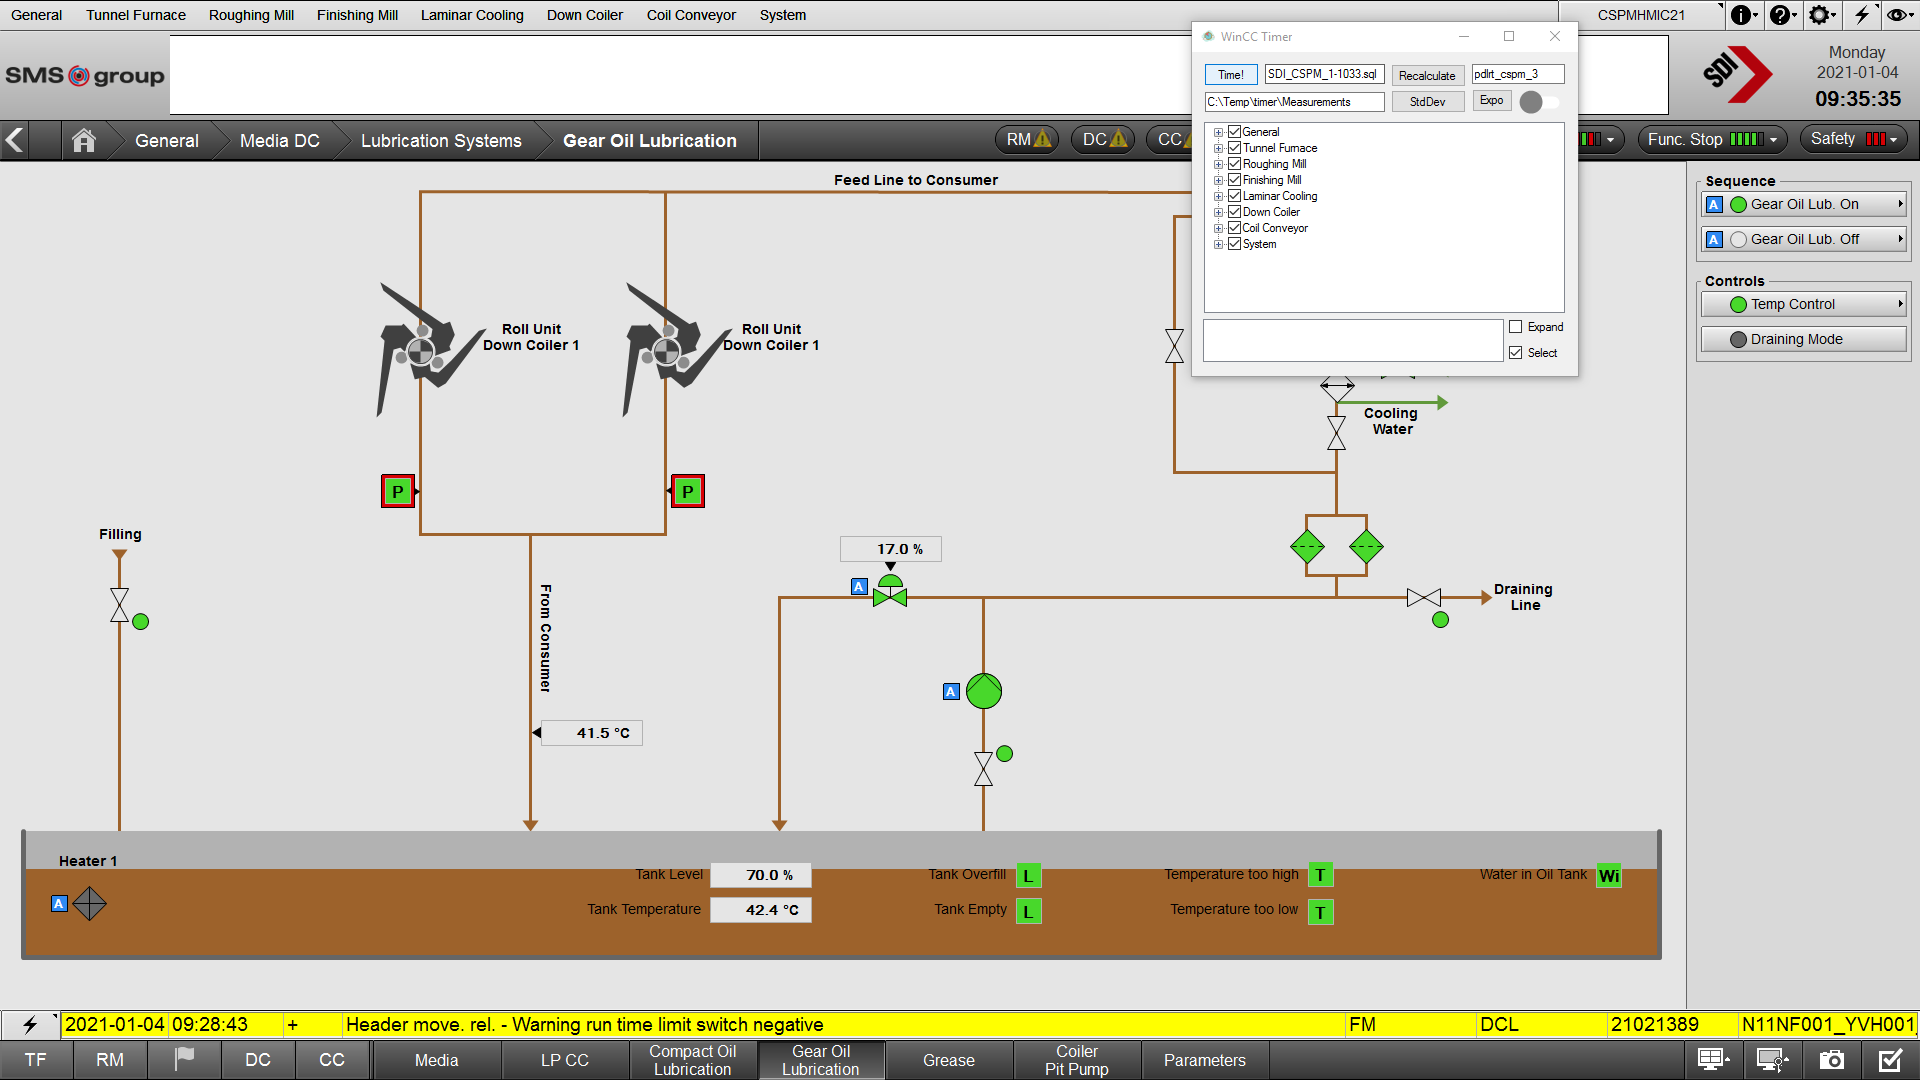 General Tunnel Furnace Roughing Mill Finishing Mill Laminar Cooling Down Coiler Coil Conveyor System CSPMHMIC21
SMS group
SDI
Monday
2021-01-04
09:35:35
WinCC Timer
Time! SDI_CSPM_1-1033.sql Recalculate pdlrt_cspm_3
C:\Temp\timer\Measurements StdDev Expo
General
Tunnel Furnace
Roughing Mill
Finishing Mill
Laminar Cooling
Down Coiler
Coil Conveyor
System
Expand
Select
General Media DC Lubrication Systems Gear Oil Lubrication RM DC CC Func. Stop Safety
Feed Line to Consumer
Sequence
A Gear Oil Lub. On
A Gear Oil Lub. Off
Controls
Temp Control
Draining Mode
Roll Unit
Down Coiler 1
Roll Unit
Down Coiler 1
Cooling
Water
P P
Filling
17.0 %
A
From Consumer
Draining
Line
A
41.5 °C
Heater 1
A
Tank Level 70.0 % Tank Overfill L Temperature too high T Water in Oil Tank Wi
Tank Temperature 42.4 °C Tank Empty L Temperature too low T
2021-01-04 09:28:43 + Header move. rel. - Warning run time limit switch negative FM DCL 21021389 N11NF001_YVH001
TF RM DC CC Media LP CC Compact Oil Lubrication Gear Oil Lubrication Grease Coiler Pit Pump Parameters